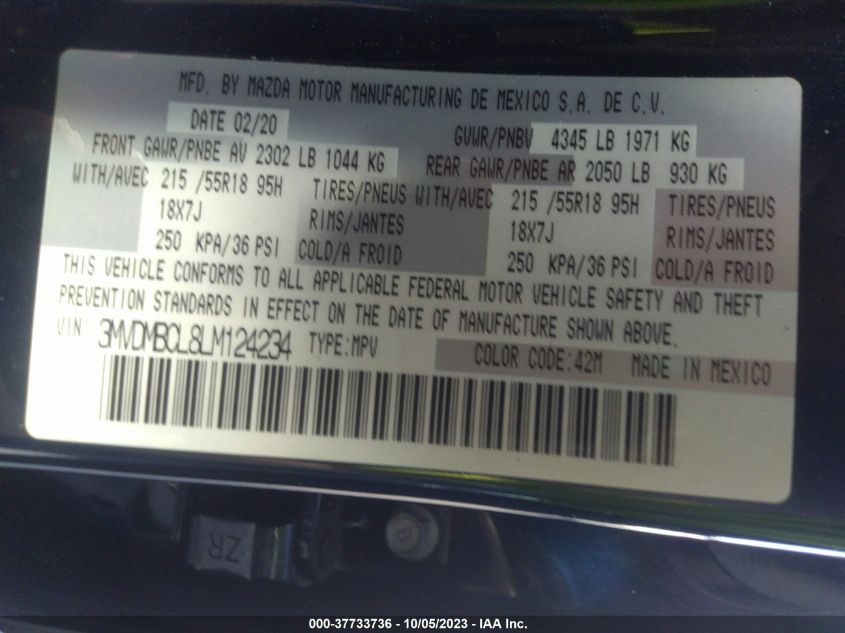 MFD. BY MAZDA MOTOR MANUFACTURING DE MEXICO S.A. DE C.V.
DATE 02/20 GVWR/PNBV 4345 LB 1971 KG
FRONT GAWR/PNBE AV 2302 LB 1044 KG REAR GAWR/PNBE AR 2050 LB 930 KG
WITH/AVEC 215 /55R18 95H TIRES/PNEUS WITH/AVEC 215 /55R18 95H TIRES/PNEUS
18X7J RIMS/JANTES 18X7J RIMS/JANTES
250 KPA/36 PSI COLD/A FROID 250 KPA/36 PSI COLD/A FROID
THIS VEHICLE CONFORMS TO ALL APPLICABLE FEDERAL MOTOR VEHICLE SAFETY AND THEFT
PREVENTION STANDARDS IN EFFECT ON THE DATE OF MANUFACTURE SHOWN ABOVE.
VIN: 3MVDMBCL8LM124234 TYPE:MPV COLOR CODE:42M MADE IN MEXICO
ZR
8
000-37733736 - 10/05/2023 - IAA Inc.